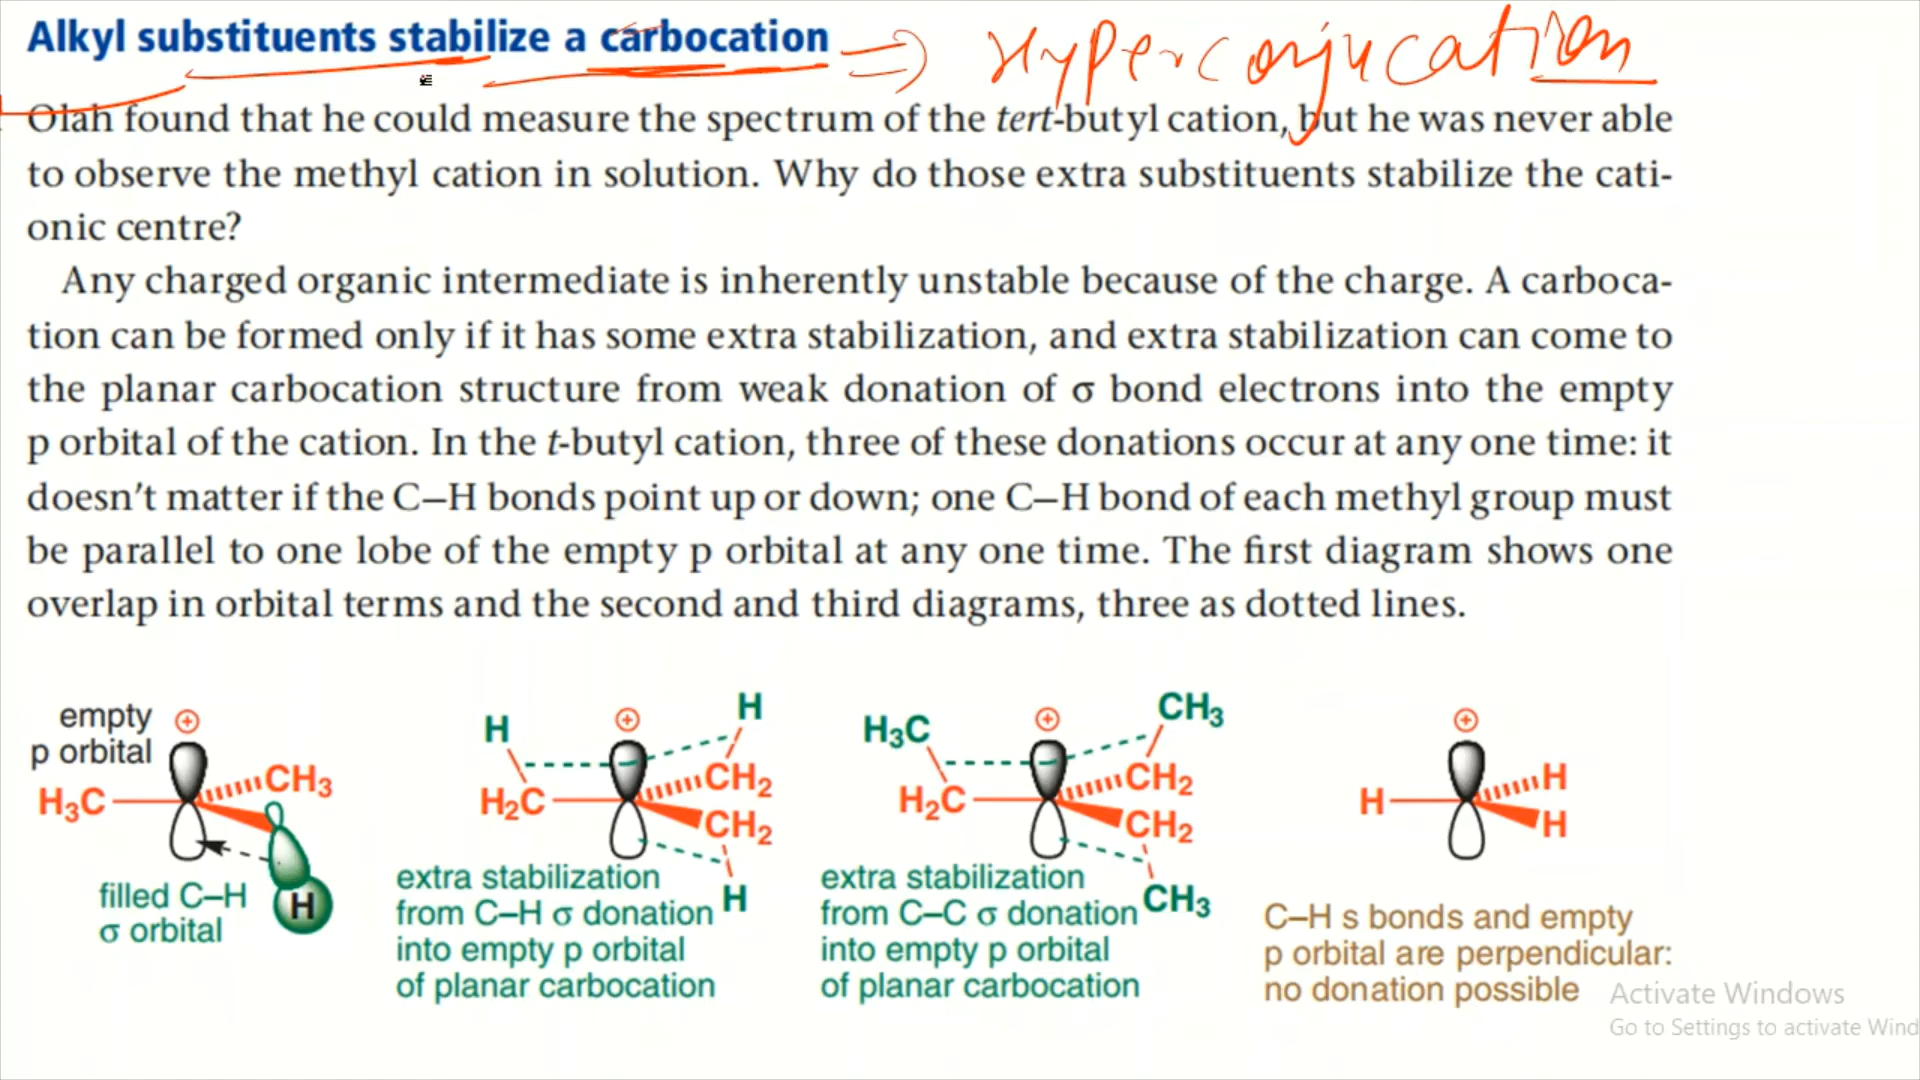 Alkyl substituents stabilize a carbocation ⇒ Hyperconjucation
Olah found that he could measure the spectrum of the tert-butyl cation, but he was never able
to observe the methyl cation in solution. Why do those extra substituents stabilize the cati-
onic centre?
Any charged organic intermediate is inherently unstable because of the charge. A carboca-
tion can be formed only if it has some extra stabilization, and extra stabilization can come to
the planar carbocation structure from weak donation of σ bond electrons into the empty
p orbital of the cation. In the t-butyl cation, three of these donations occur at any one time: it
doesn't matter if the C–H bonds point up or down; one C–H bond of each methyl group must
be parallel to one lobe of the empty p orbital at any one time. The first diagram shows one
overlap in orbital terms and the second and third diagrams, three as dotted lines.
empty
p orbital
+
H₃C
CH₃
H
filled C–H
σ orbital
H
+
H
H₂C
CH₂
CH₂
H
extra stabilization
from C–H σ donation
into empty p orbital
of planar carbocation
H₃C
+
CH₃
H₂C
CH₂
CH₂
CH₃
extra stabilization
from C–C σ donation
into empty p orbital
of planar carbocation
+
H
H
H
C–H s bonds and empty
p orbital are perpendicular:
no donation possible
Activate Windows
Go to Settings to activate Wind